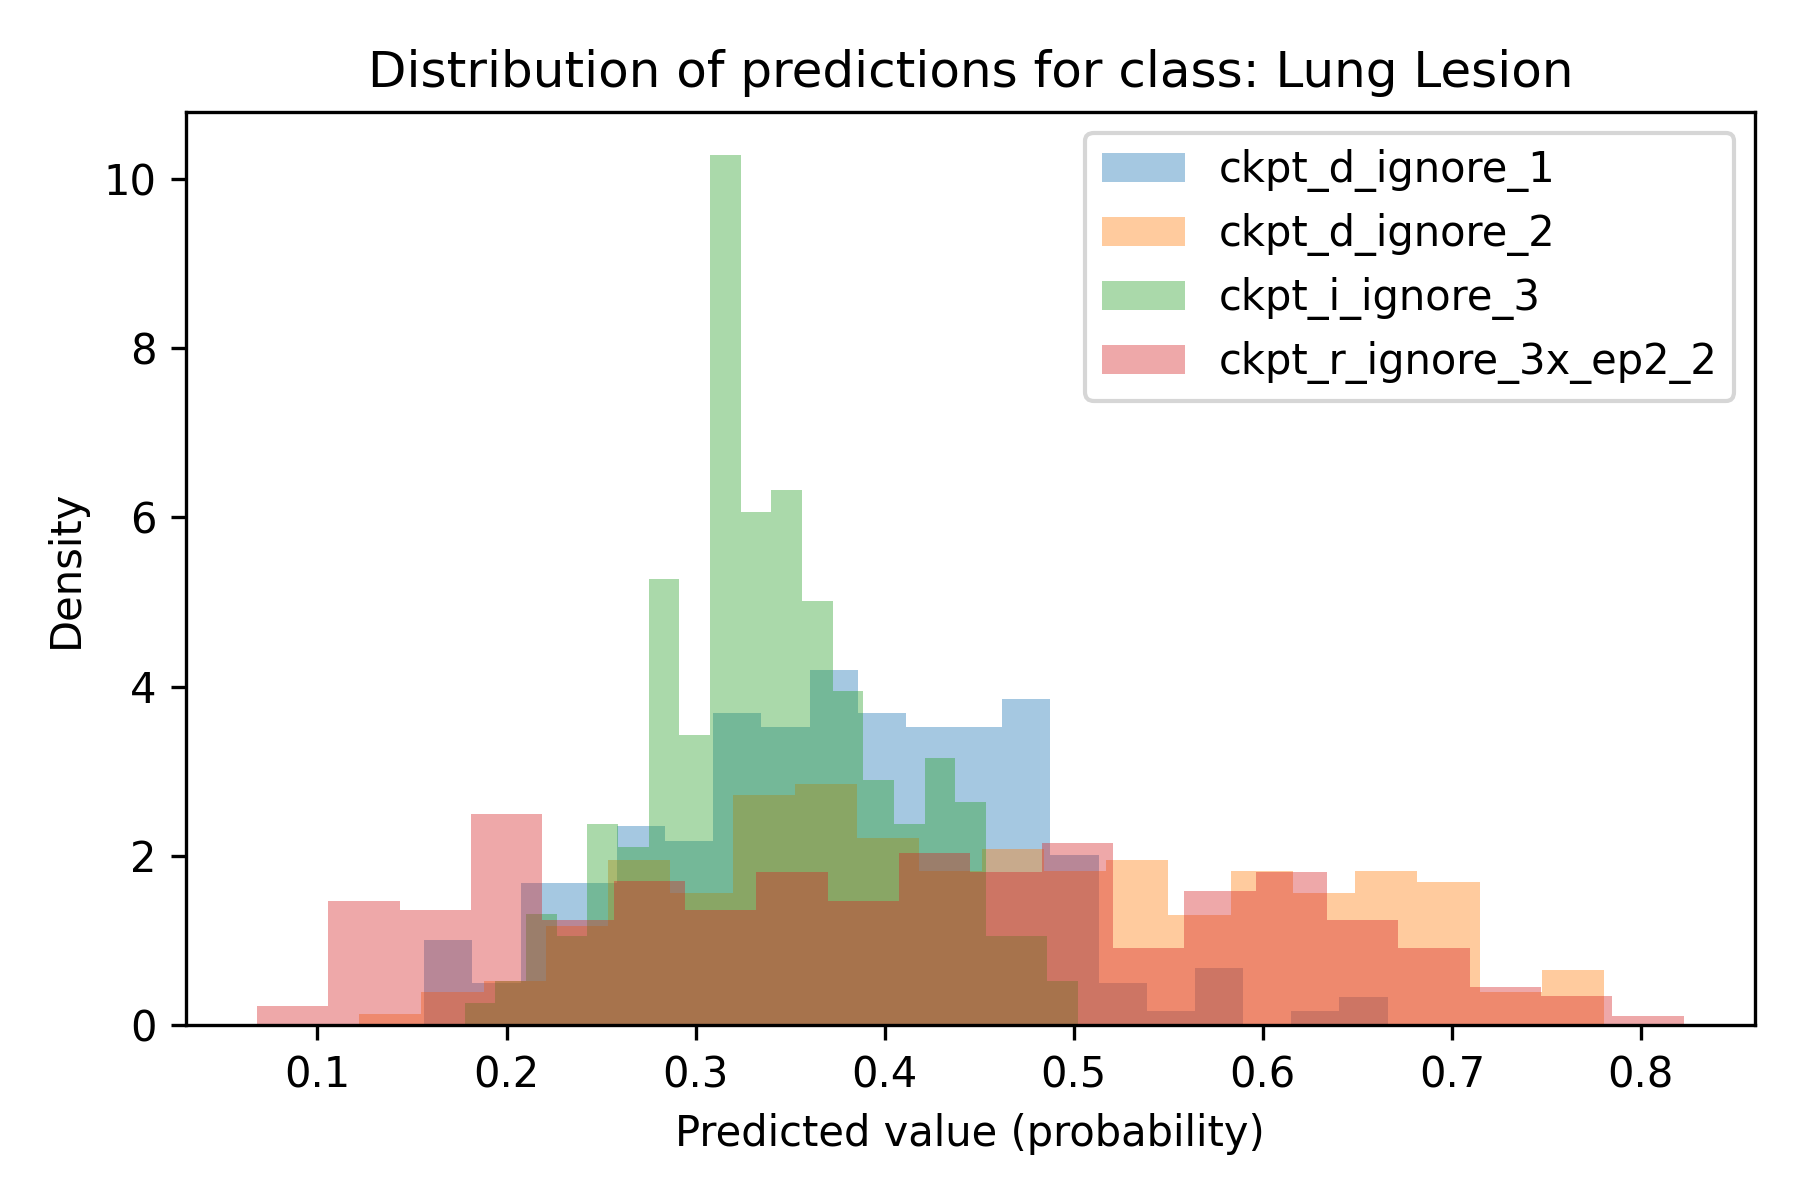 Distribution of predictions for class: Lung Lesion
ckpt_d_ignore_1
ckpt_d_ignore_2
ckpt_i_ignore_3
ckpt_r_ignore_3x_ep2_2
Density
10
8
6
4
2
0
0.1 0.2 0.3 0.4 0.5 0.6 0.7 0.8
Predicted value (probability)